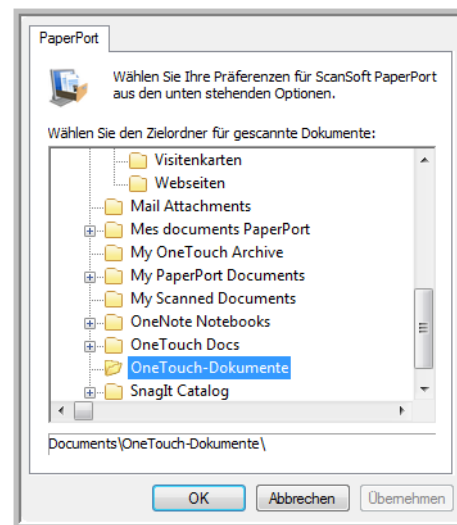 PaperPort
Wählen Sie Ihre Präferenzen für ScanSoft PaperPort
aus den unten stehenden Optionen.
Wählen Sie den Zielordner für gescannte Dokumente:
Visitenkarten
Webseiten
Mail Attachments
Mes documents PaperPort
My OneTouch Archive
My PaperPort Documents
My Scanned Documents
OneNote Notebooks
OneTouch Docs
OneTouch-Dokumente
SnagIt Catalog
Documents\OneTouch-Dokumente\
OK Abbrechen Übernehmen